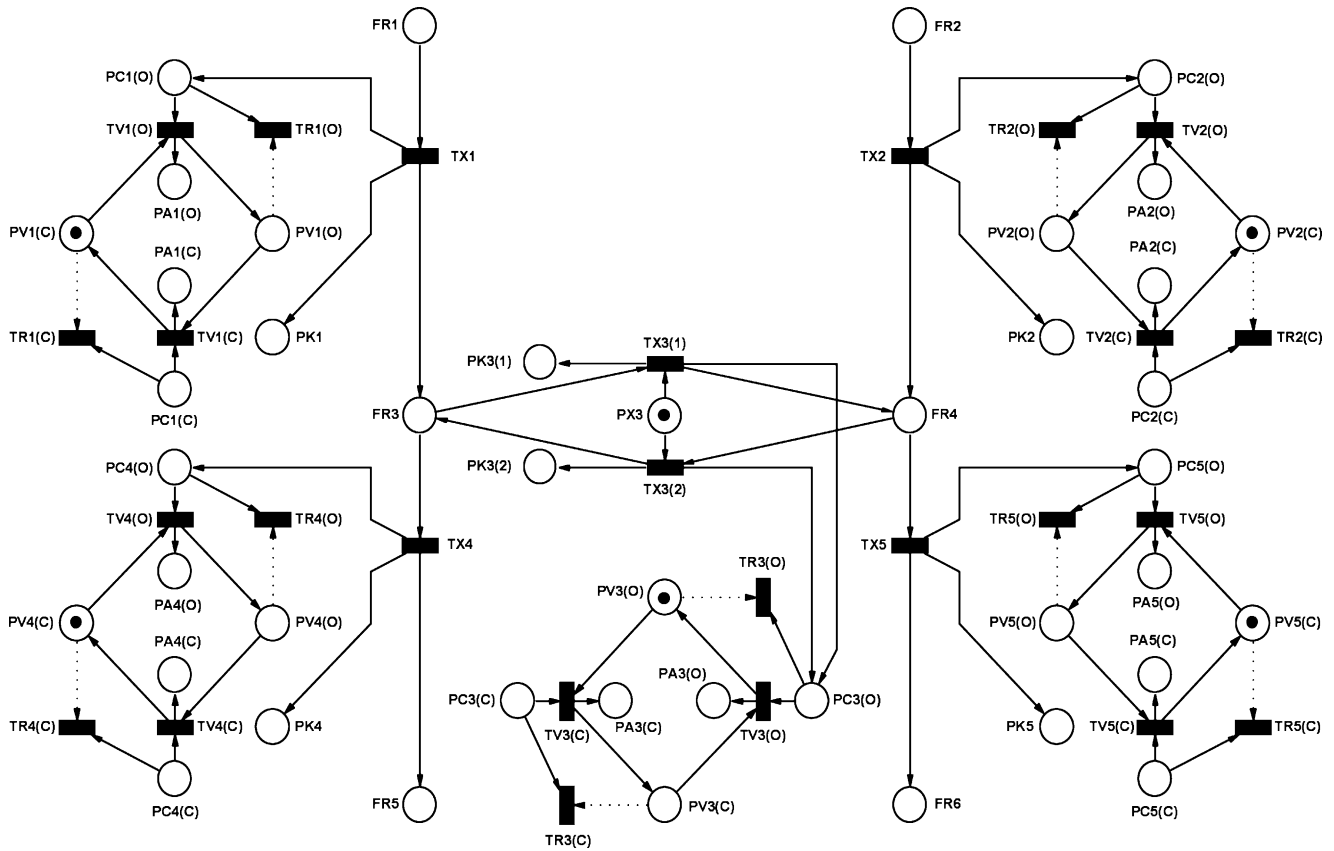 FR1
FR2
PC1(O)
PC2(O)
TV1(O)
TR1(O)
TR2(O)
TV2(O)
TX1
TX2
PA1(O)
PA2(O)
PV1(C)
PA1(C)
PV1(O)
PV2(O)
PA2(C)
PV2(C)
TR1(C)
TV1(C)
PK1
PK2
TV2(C)
TR2(C)
TX3(1)
PK3(1)
PC1(C)
PC2(C)
FR3
PX3
FR4
PC4(O)
PK3(2)
PC5(O)
TX3(2)
TV4(O)
TR4(O)
TR5(O)
TV5(O)
TX4
TX5
TR3(O)
PV3(O)
PA4(O)
PA5(O)
PV4(C)
PA4(C)
PV4(O)
PV5(O)
PA5(C)
PV5(C)
PA3(O)
PC3(C)
PC3(O)
TR4(C)
TV4(C)
PK4
PA3(C)
TV3(C)
TV3(O)
PK5
TV5(C)
TR5(C)
PC4(C)
FR5
PV3(C)
FR6
PC5(C)
TR3(C)